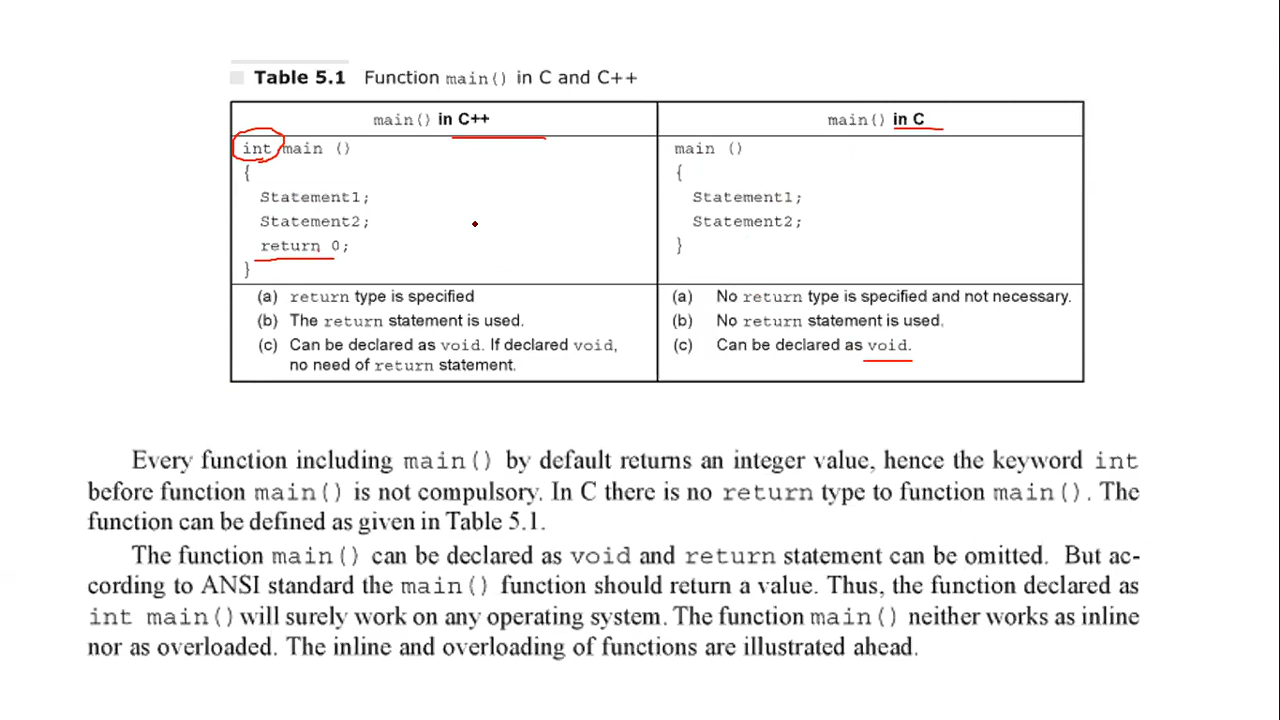 Table 5.1 Function main() in C and C++
main() in C++
main() in C
int main ()
{
Statement1;
Statement2;
return 0;
}
main ()
{
Statement1;
Statement2;
}
(a) return type is specified
(b) The return statement is used.
(c) Can be declared as void. If declared void,
no need of return statement.
(a) No return type is specified and not necessary.
(b) No return statement is used.
(c) Can be declared as void.
Every function including main() by default returns an integer value, hence the keyword int
before function main() is not compulsory. In C there is no return type to function main(). The
function can be defined as given in Table 5.1.
The function main() can be declared as void and return statement can be omitted. But ac-
cording to ANSI standard the main() function should return a value. Thus, the function declared as
int main() will surely work on any operating system. The function main() neither works as inline
nor as overloaded. The inline and overloading of functions are illustrated ahead.